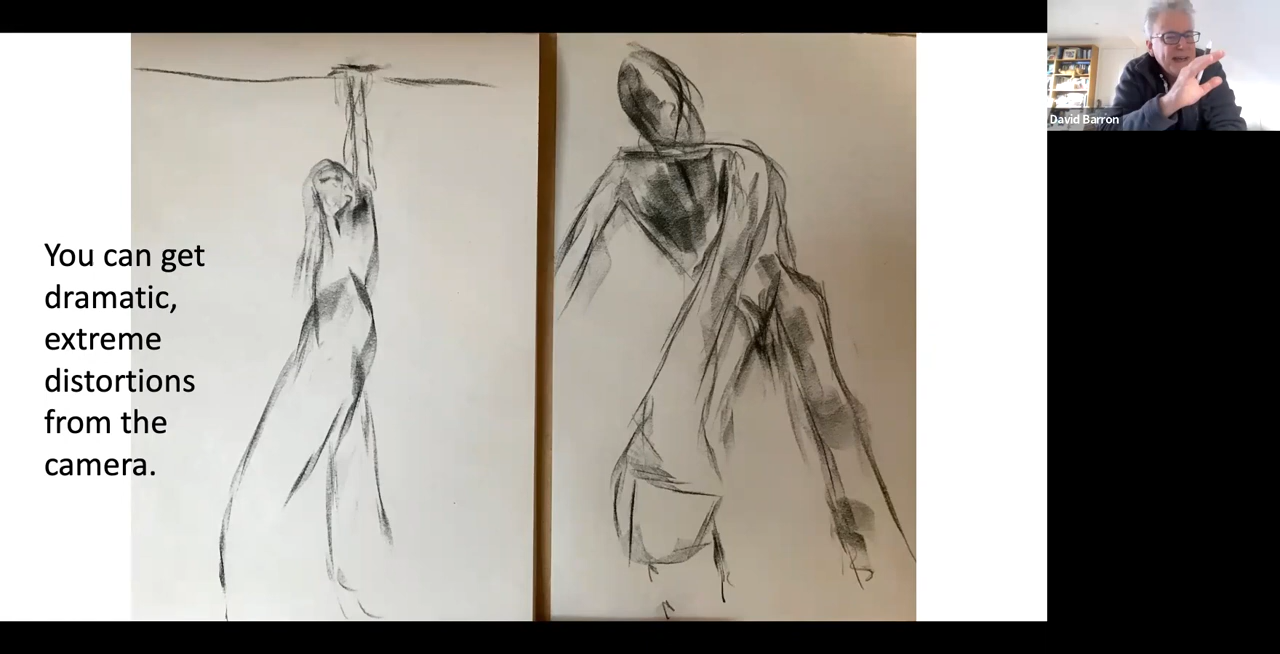 You can get
dramatic,
extreme
distortions
from the
camera.
David Barron